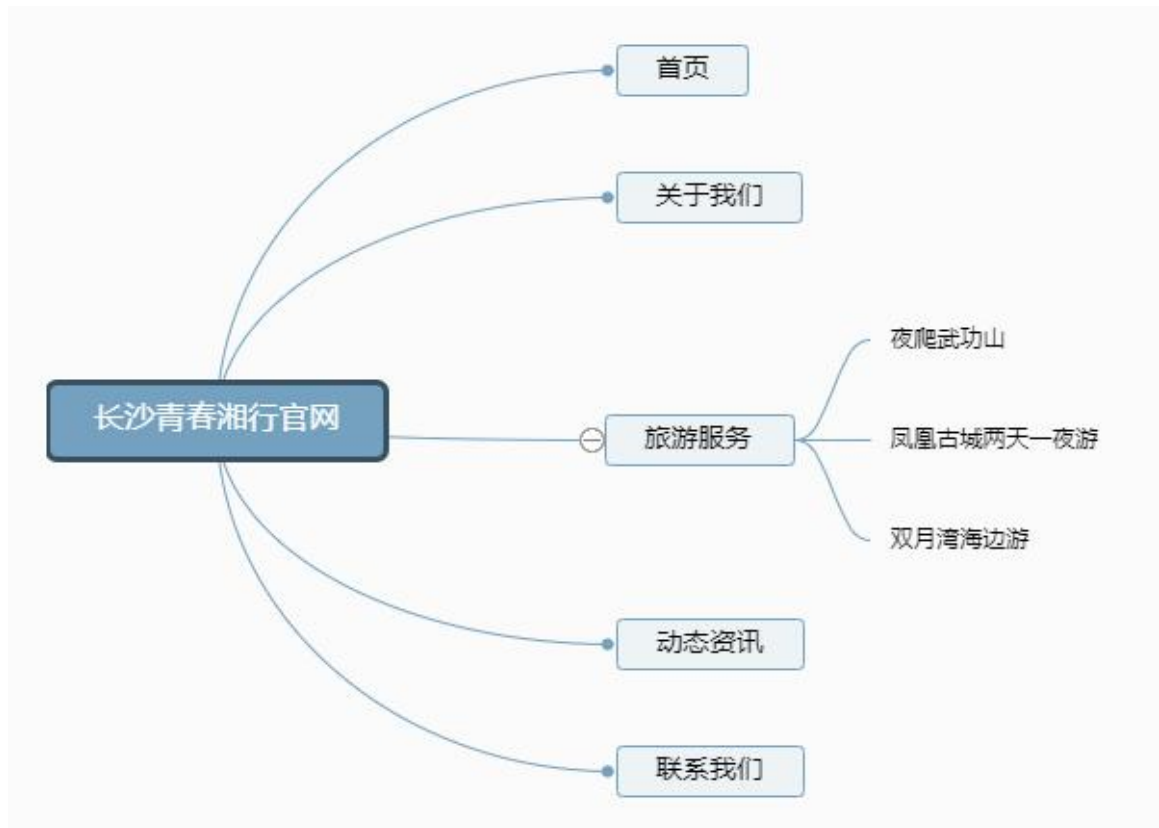 首页
关于我们
夜爬武功山
长沙青春湘行官网
旅游服务
凤凰古城两天一夜游
双月湾海边游
动态资讯
联系我们